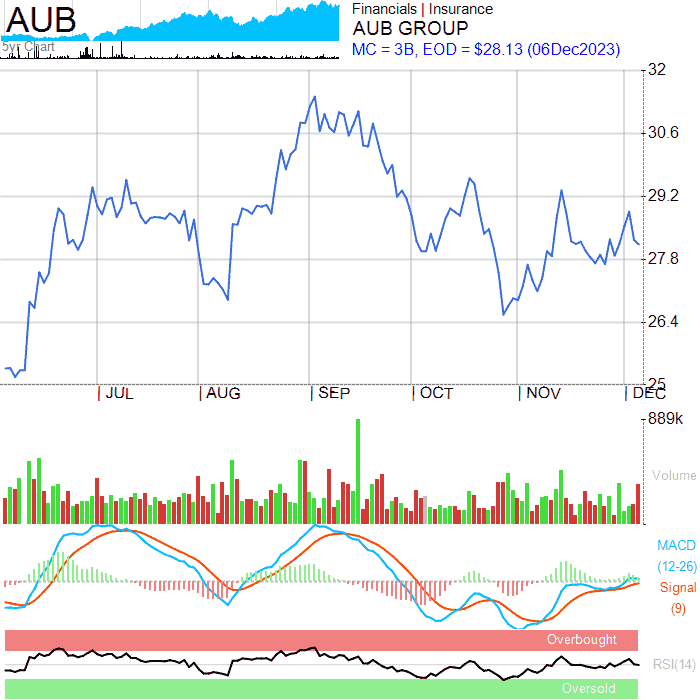 AUB
5yr Chart
Financials | Insurance
AUB GROUP
MC = 3B, EOD = $28.13 (06Dec2023)
32
30.6
29.2
27.8
26.4
25
JUL AUG SEP OCT NOV DEC
889k
Volume
MACD
(12-26)
Signal
(9)
Overbought
RSI(14)
Oversold